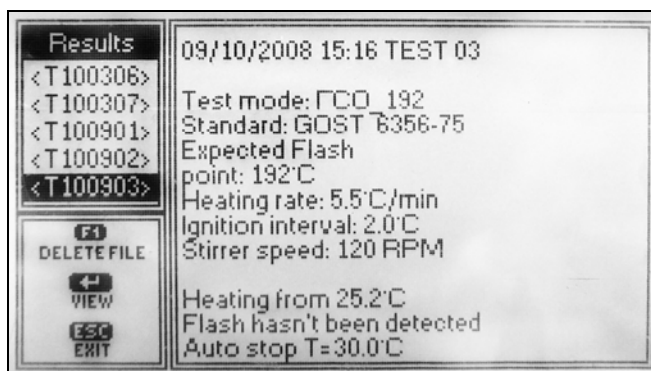 Results
<T100306>
<T100307>
<T100901>
<T100902>
<T100903>
F1
DELETE FILE
VIEW
ESC
EXIT
09/10/2008 15:16 TEST 03
Test mode: ГСО_192
Standard: GOST 6356-75
Expected Flash
point: 192°C
Heating rate: 5.5°C/min
Ignition interval: 2.0°C
Stirrer speed: 120 RPM
Heating from 25.2°C
Flash hasn't been detected
Auto stop T=30.0°C